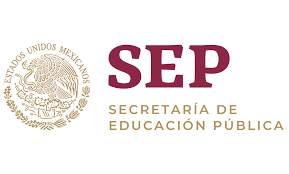 ESTADOS UNIDOS MEXICANOS
SEP
SECRETARÍA DE
EDUCACIÓN PÚBLICA